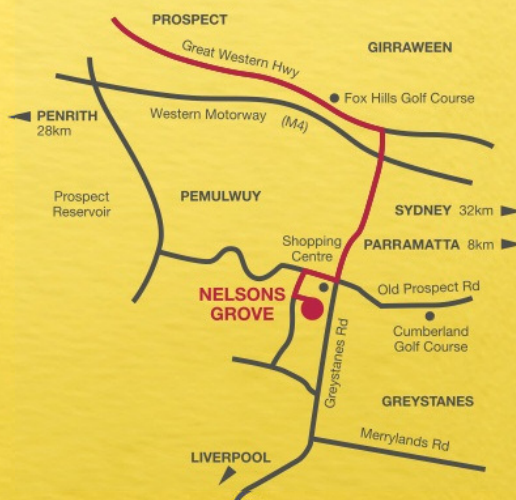 PROSPECT
Great Western Hwy
GIRRAWEEN
Fox Hills Golf Course
PENRITH
28km
Western Motorway (M4)
Prospect
Reservoir
PEMULWUY
SYDNEY 32km
Shopping
Centre
PARRAMATTA 8km
NELSONS
GROVE
Old Prospect Rd
Cumberland
Golf Course
Greystanes Rd
GREYSTANES
Merrylands Rd
LIVERPOOL